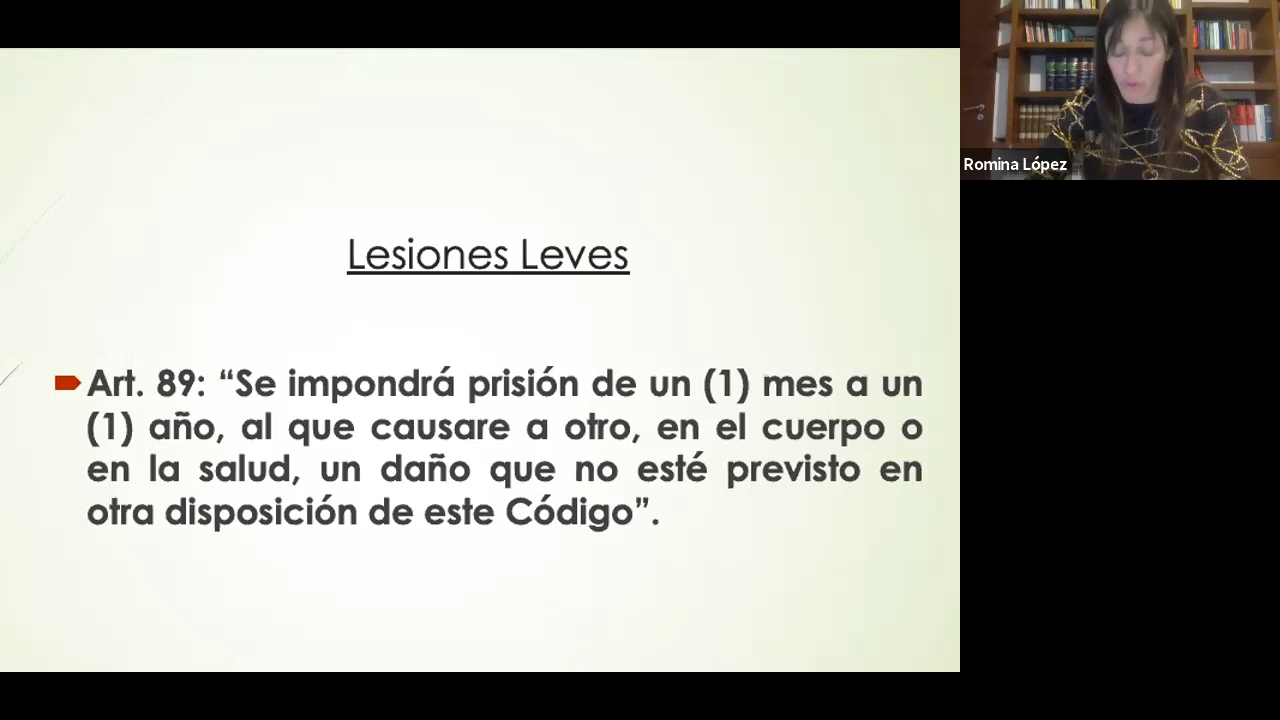 Lesiones Leves
Art. 89: “Se impondrá prisión de un (1) mes a un
(1) año, al que causare a otro, en el cuerpo o
en la salud, un daño que no esté previsto en
otra disposición de este Código”.
Romina López